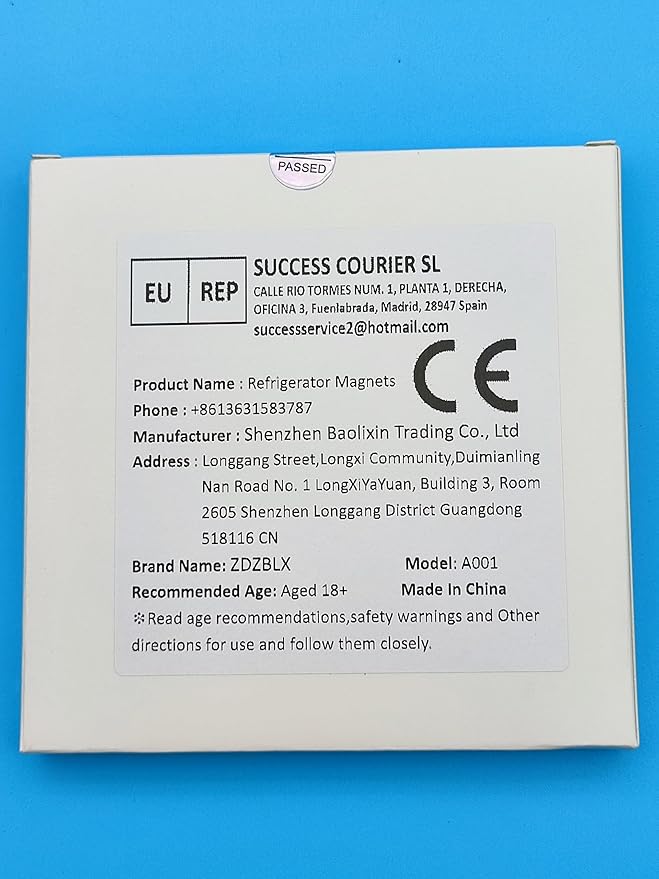 PASSED
EU REP
SUCCESS COURIER SL
CALLE RIO TORMES NUM. 1, PLANTA 1, DERECHA,
OFICINA 3, Fuenlabrada, Madrid, 28947 Spain
successservice2@hotmail.com
CE
Product Name : Refrigerator Magnets
Phone : +8613631583787
Manufacturer : Shenzhen Baolixin Trading Co., Ltd
Address : Longgang Street,Longxi Community,Duimianling
Nan Road No. 1 LongXiYaYuan, Building 3, Room
2605 Shenzhen Longgang District Guangdong
518116 CN
Brand Name: ZDZBLX Model: A001
Recommended Age: Aged 18+ Made In China
※Read age recommendations,safety warnings and Other
directions for use and follow them closely.